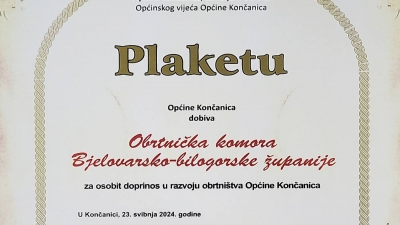 Općinskog vijeća Općine Končanica
Plaketu
Općine Končanica
dobiva
Obrtnička komora
Bjelovarsko-bilogorske županije
za osobit doprinos u razvoju obrtništva Općine Končanica
U Končanici, 23. svibnja 2024. godine